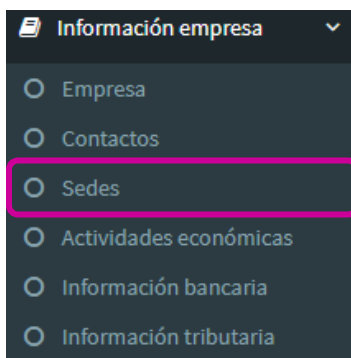 Información empresa
Empresa
Contactos
Sedes
Actividades económicas
Información bancaria
Información tributaria